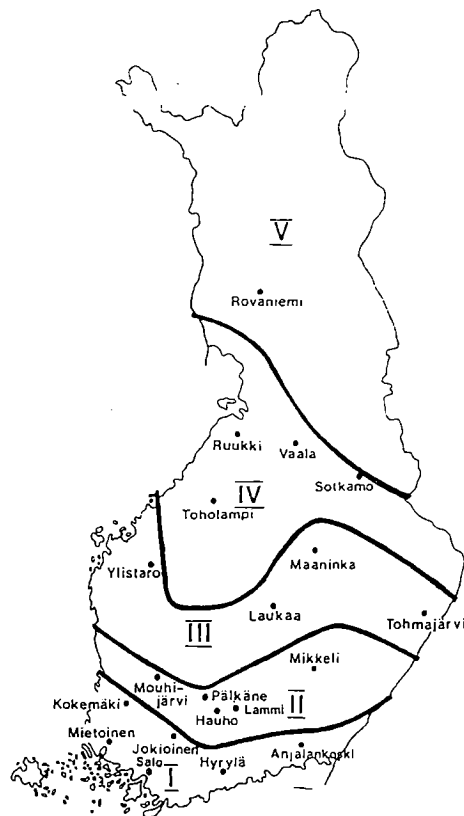 V
Rovaniemi
Ruukki
Vaala
Sotkamo
IV
Toholampi
Ylistaro
Maaninka
Laukaa
Tohmajärvi
III
Mikkeli
Mouhi-
järvi
Pälkäne
II
Kokemäki
Hauho
Lammi
Mietoinen
Jokioinen
Anjalankoski
Salo
I
Hyrylä